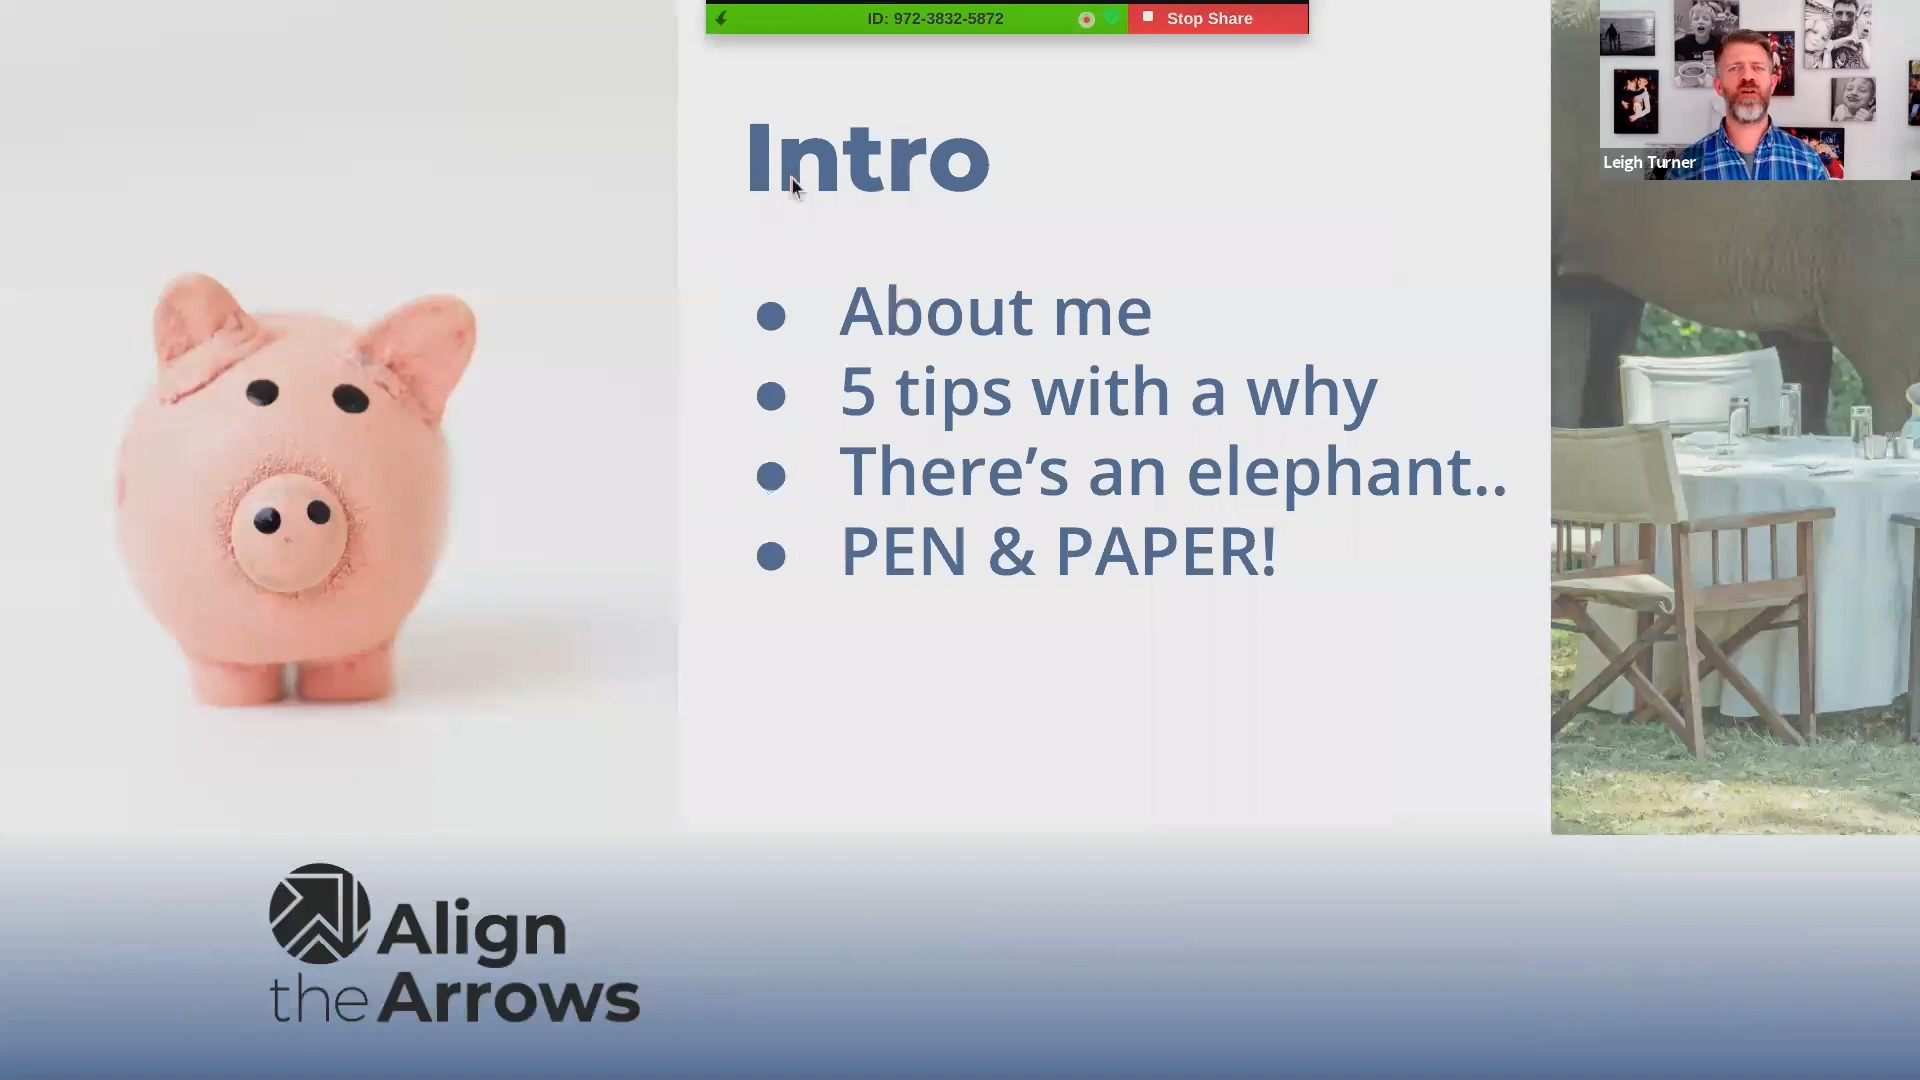 ID: 972-3832-5872
Stop Share
Leigh Turner
Intro
About me
5 tips with a why
There’s an elephant..
PEN & PAPER!
Align
the Arrows